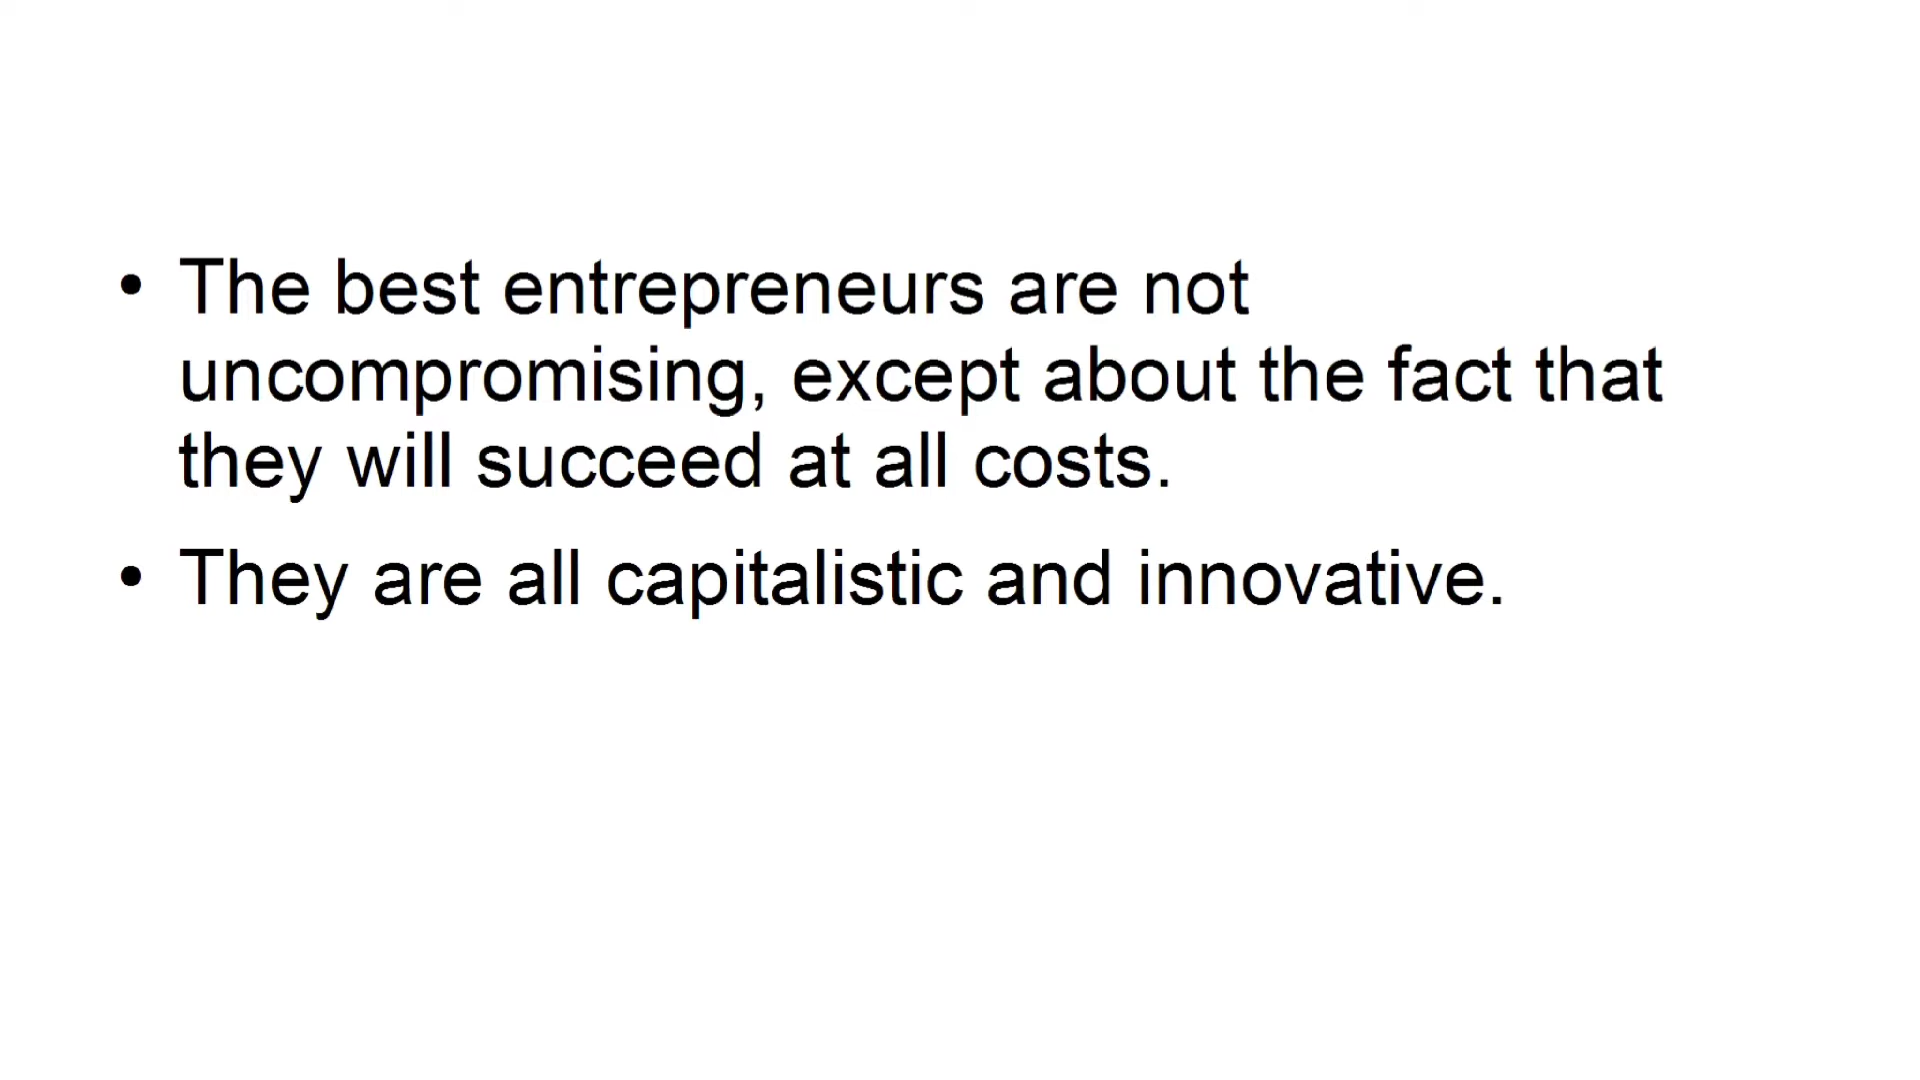 • The best entrepreneurs are not
uncompromising, except about the fact that
they will succeed at all costs.
• They are all capitalistic and innovative.